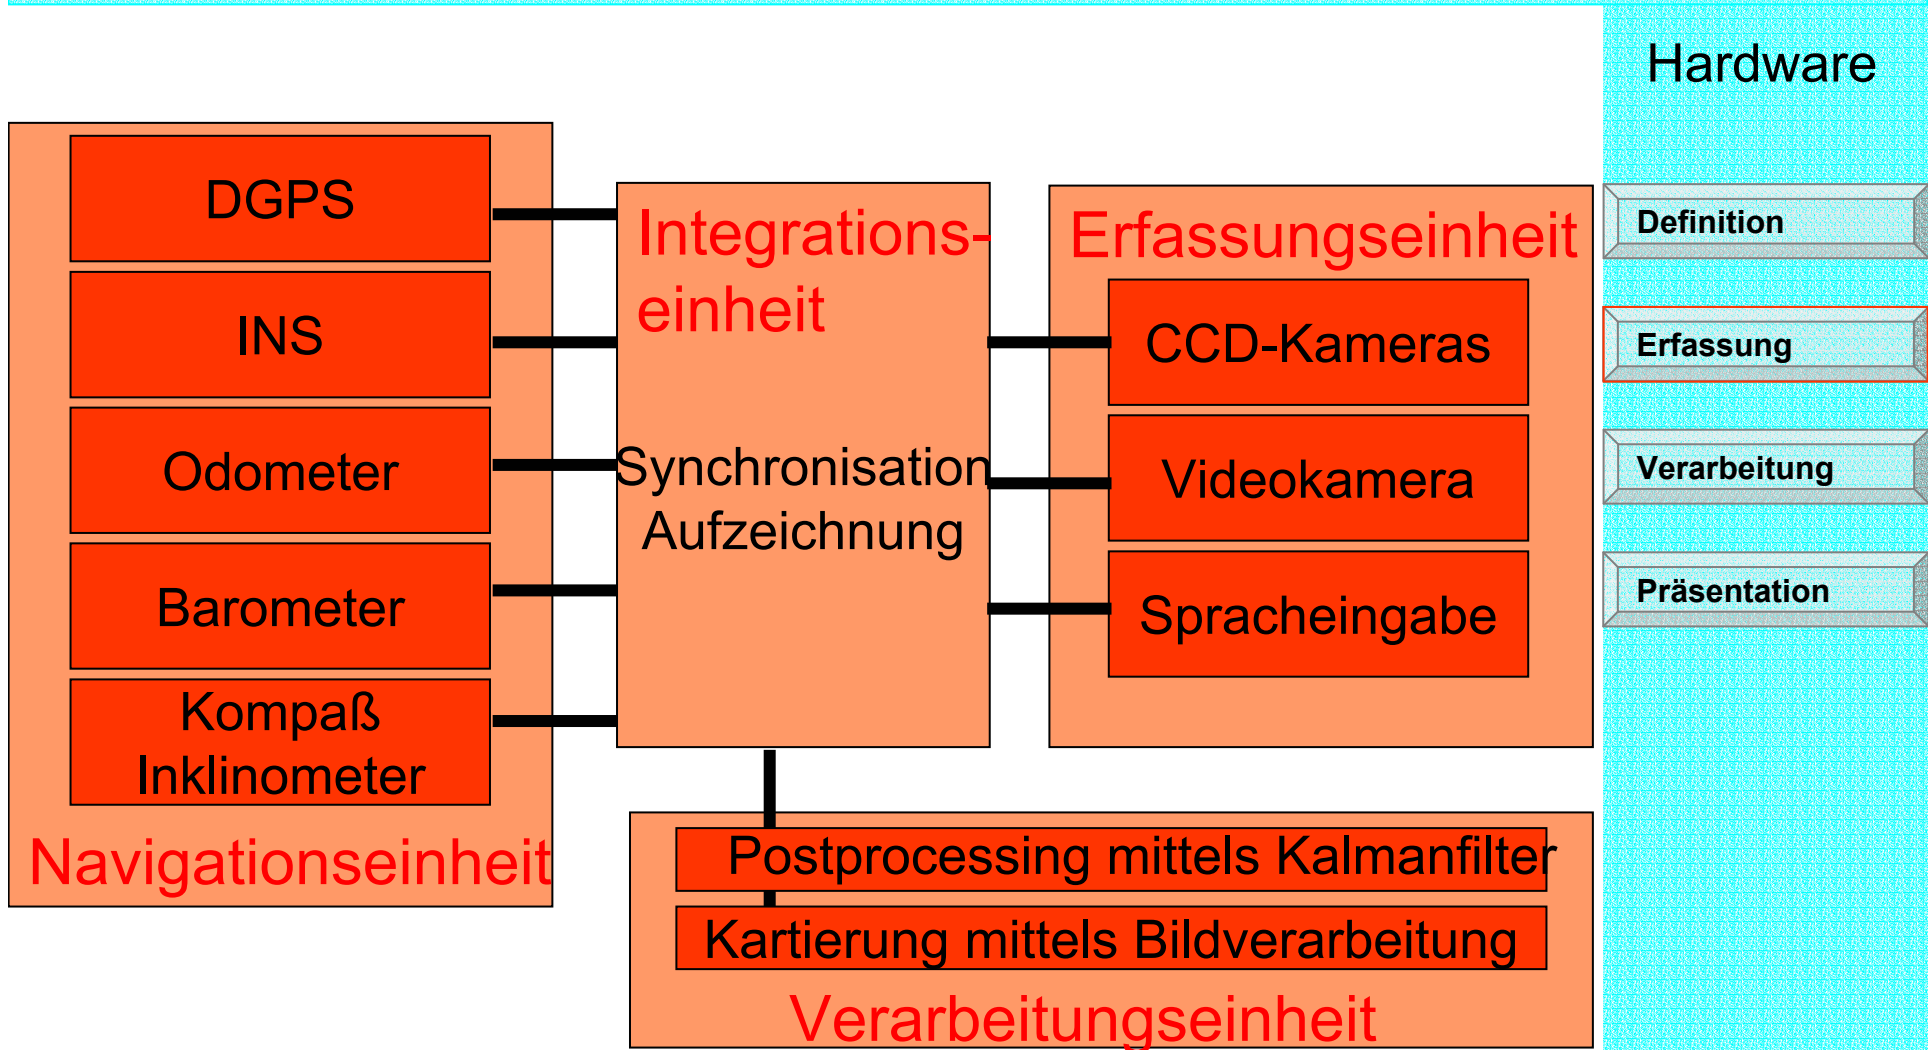 Hardware
DGPS
INS
Odometer
Barometer
Kompaß
Inklinometer
Navigationseinheit
Integrations-
einheit
Synchronisation
Aufzeichnung
Erfassungseinheit
CCD-Kameras
Videokamera
Spracheingabe
Postprocessing mittels Kalmanfilter
Kartierung mittels Bildverarbeitung
Verarbeitungseinheit
Definition
Erfassung
Verarbeitung
Präsentation